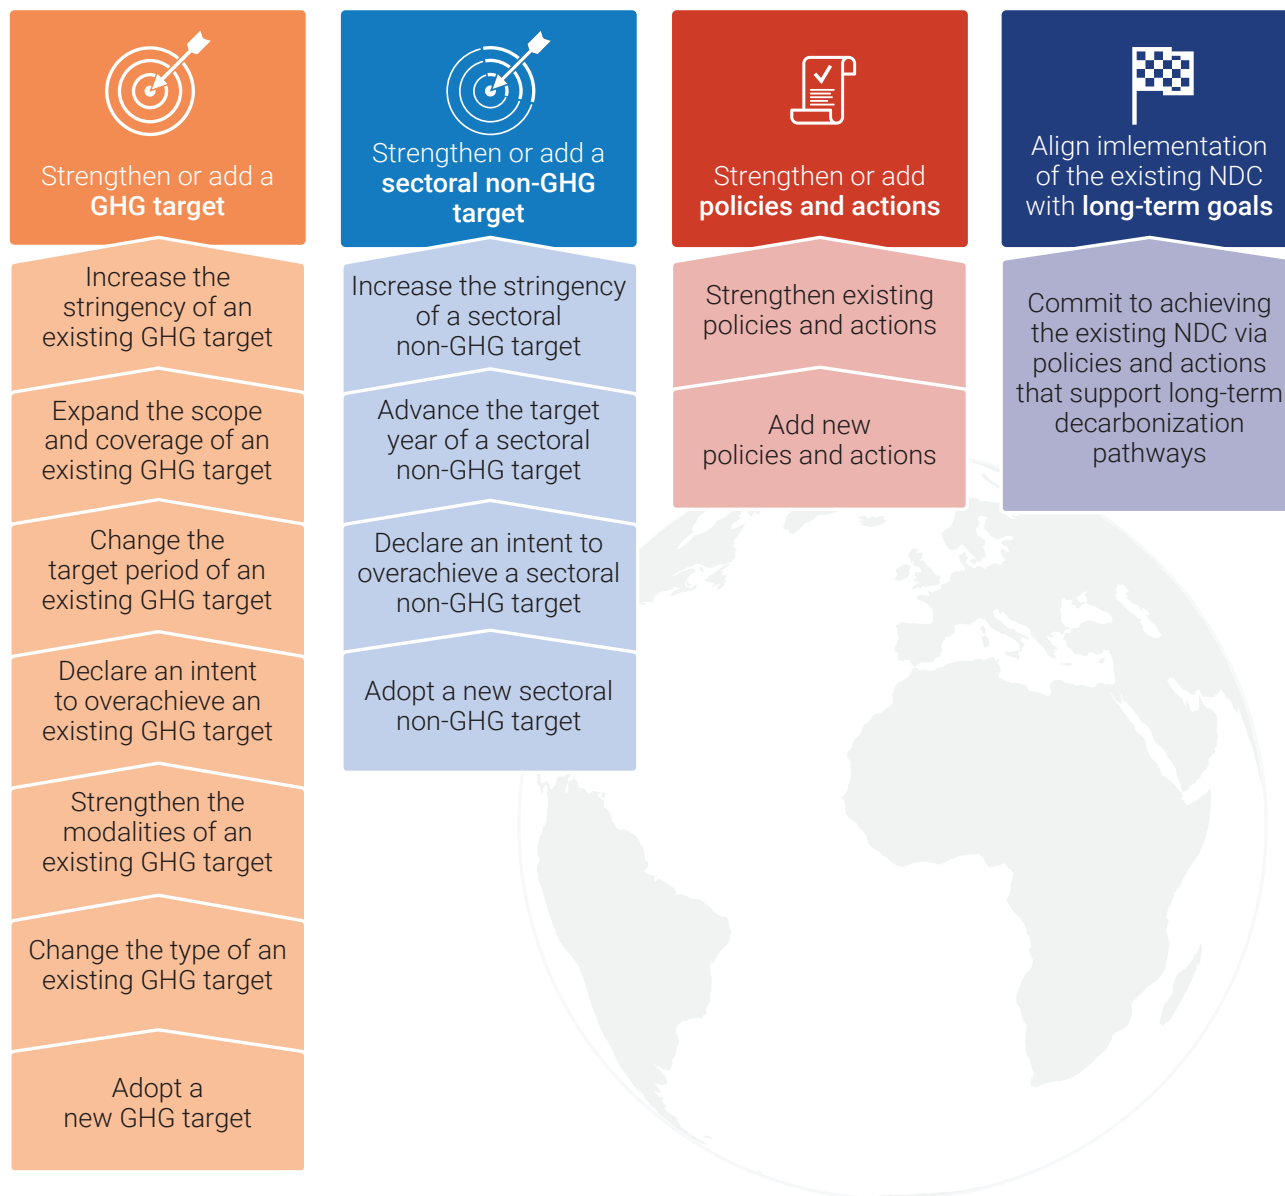 Strengthen or add a
GHG target
Increase the
stringency of an
existing GHG target
Expand the scope
and coverage of an
existing GHG target
Change the
target period of an
existing GHG target
Declare an intent
to overachieve an
existing GHG target
Strengthen the
modalities of an
existing GHG target
Change the type of an
existing GHG target
Adopt a
new GHG target
Strengthen or add a
sectoral non-GHG
target
Increase the stringency
of a sectoral
non-GHG target
Advance the target
year of a sectoral
non-GHG target
Declare an intent to
overachieve a sectoral
non-GHG target
Adopt a new sectoral
non-GHG target
Strengthen or add
policies and actions
Strengthen existing
policies and actions
Add new
policies and actions
Align imlementation
of the existing NDC
with long-term goals
Commit to achieving
the existing NDC via
policies and actions
that support long-term
decarbonization
pathways